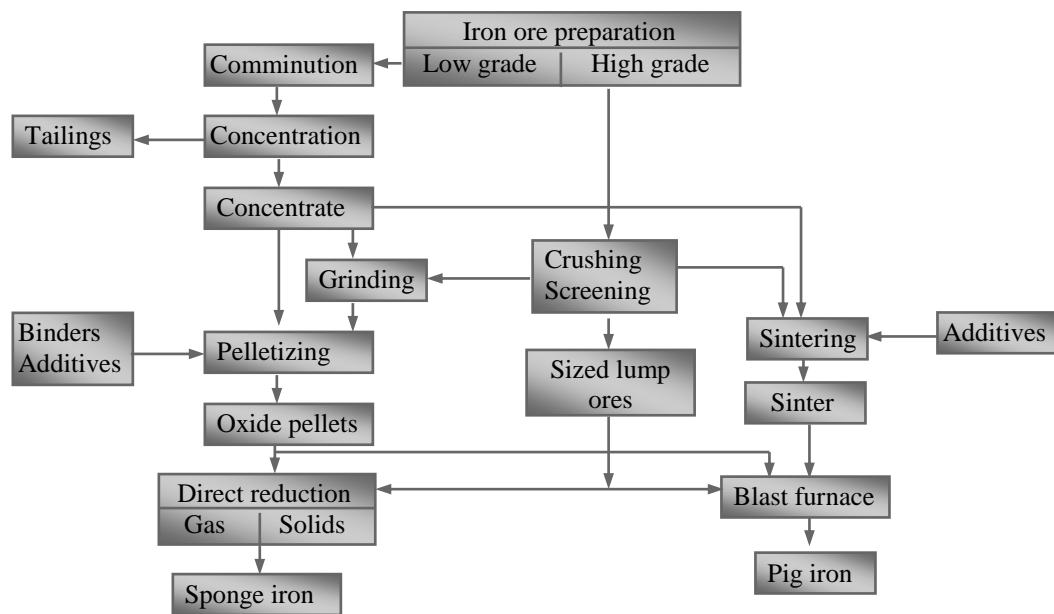 Iron ore preparation
Low grade
High grade
Comminution
Tailings
Concentration
Concentrate
Grinding
Crushing
Screening
Binders
Additives
Pelletizing
Sintering
Additives
Sized lump
ores
Sinter
Oxide pellets
Direct reduction
Gas
Solids
Blast furnace
Sponge iron
Pig iron